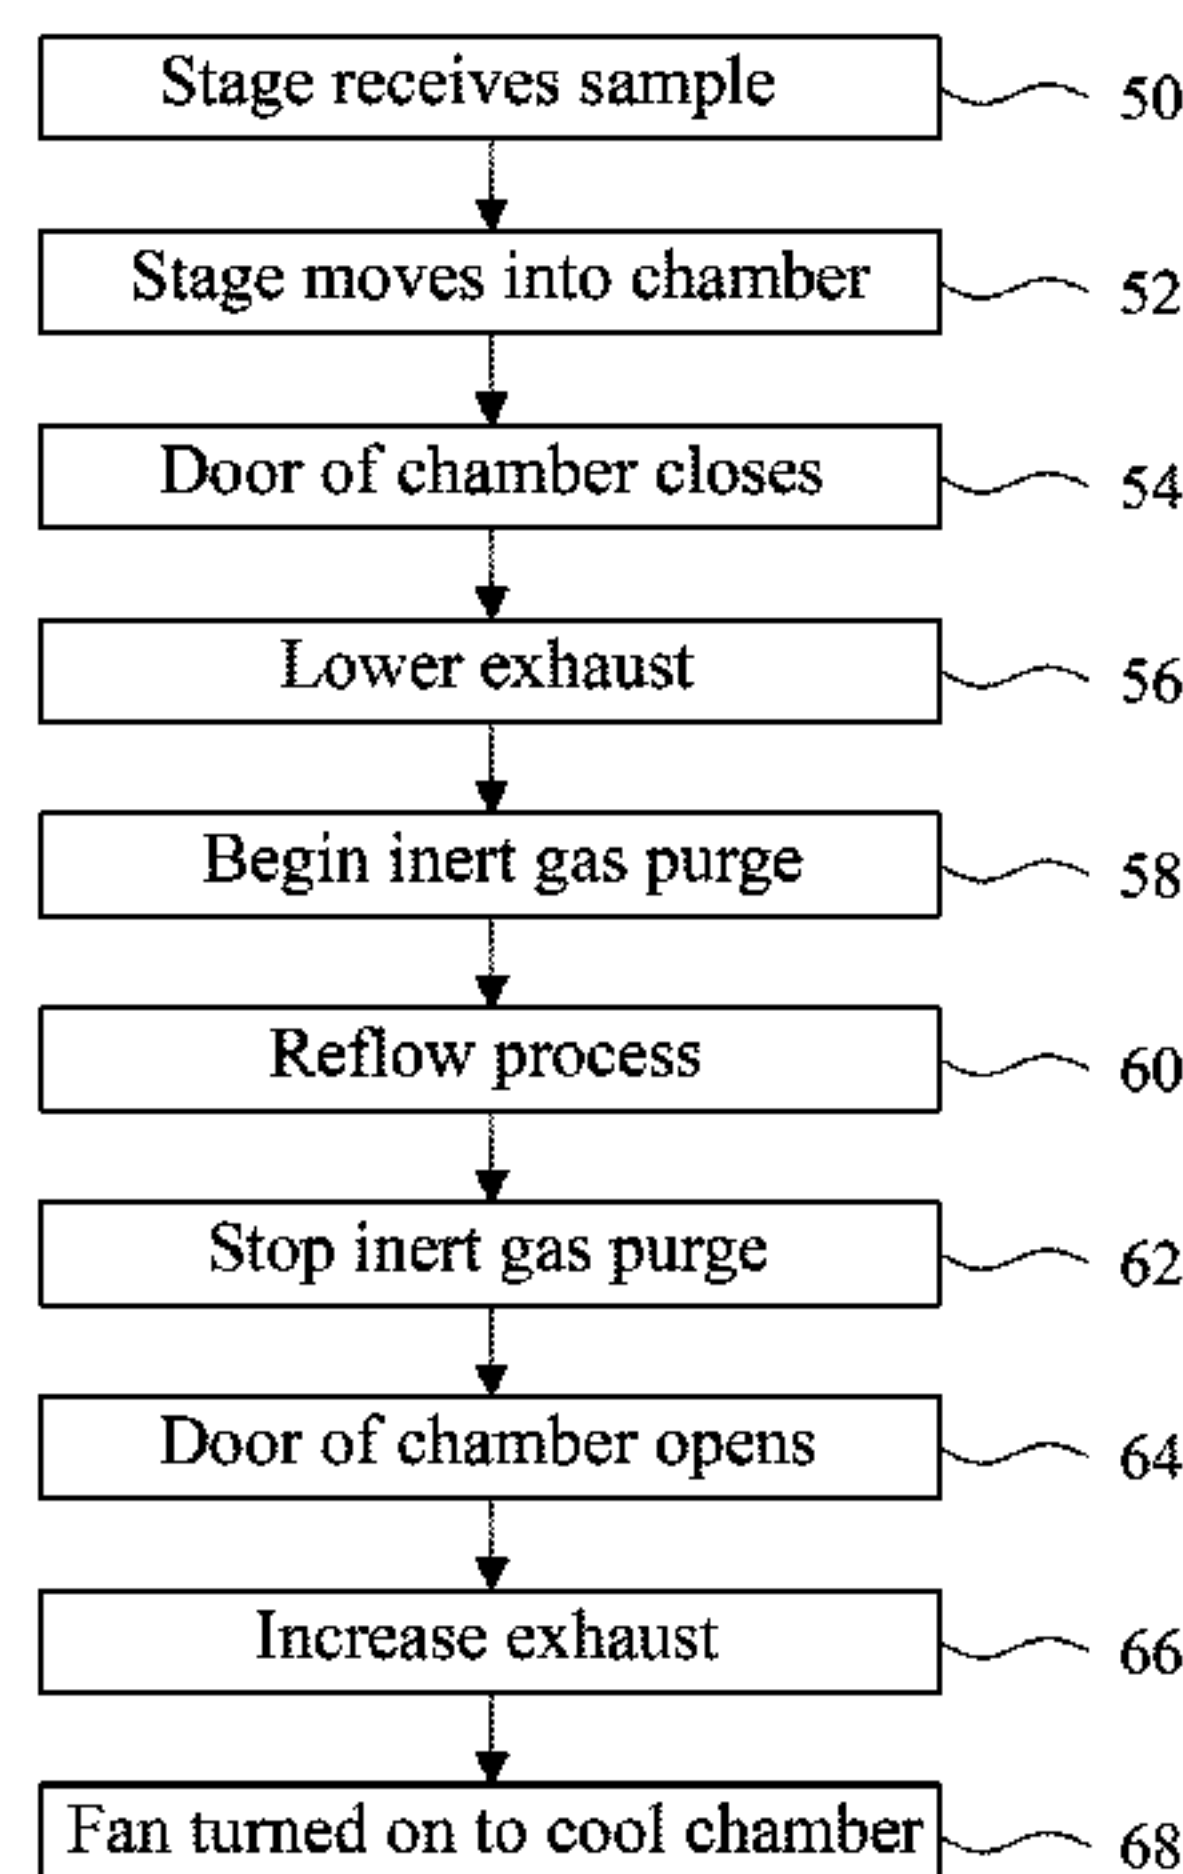 Stage receives sample 50
Stage moves into chamber 52
Door of chamber closes 54
Lower exhaust 56
Begin inert gas purge 58
Reflow process 60
Stop inert gas purge 62
Door of chamber opens 64
Increase exhaust 66
Fan turned on to cool chamber 68